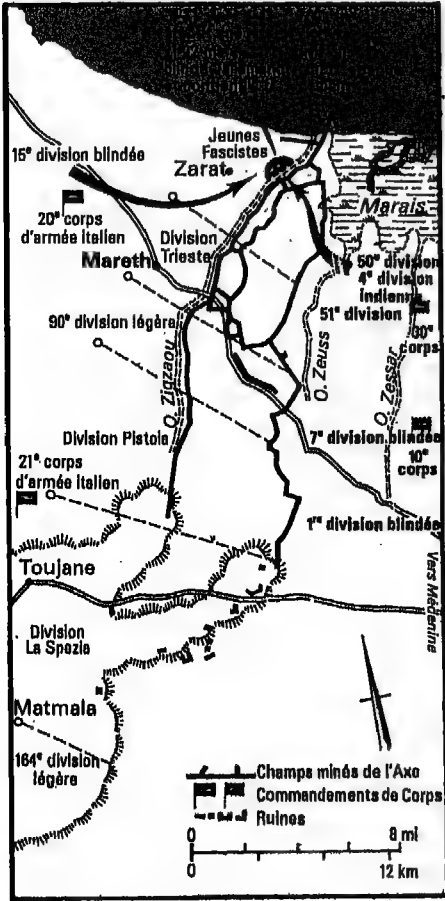 Jeunes
Fascistes
15e division blindée
Zarat
20e corps
d'armée italien
Marais
Division
Trieste
Mareth
50e division
4e division
indienne
51e division
30e
corps
90e division légère
O. Zigzaou
O. Zeuss
O. Zessar
Division Pistoia
7e division blindée
10e
corps
21e corps
d'armée italien
1re division blindée
Toujane
Vers Médenine
Division
La Spezia
Matmata
164e division
légère
Champs minés de l'Axe
Commandements de Corps
Ruines
0 8 mi
0 12 km